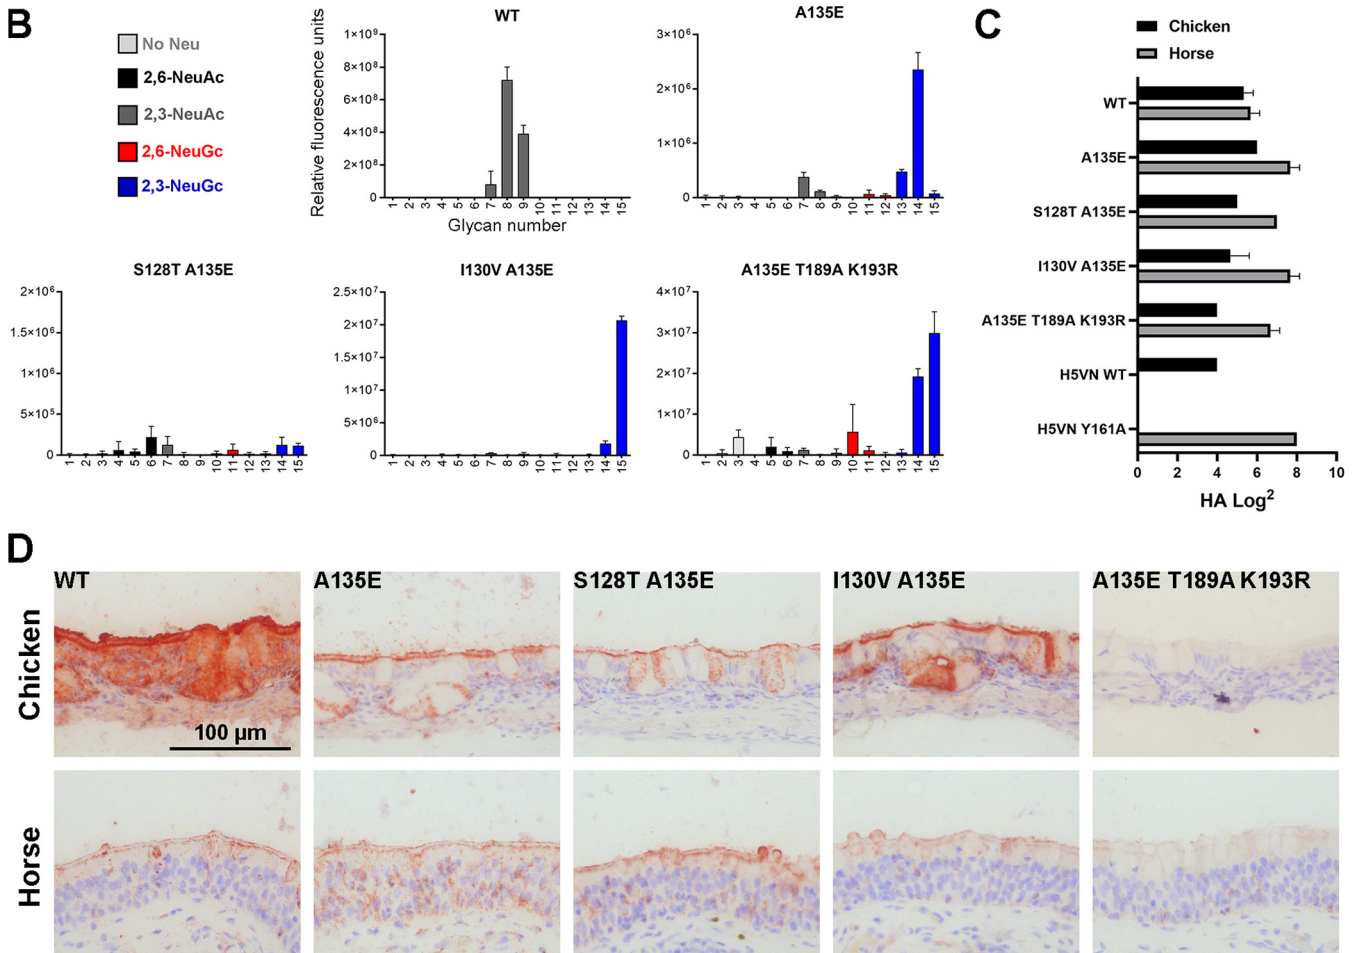 B
No Neu
2,6-NeuAc
2,3-NeuAc
2,6-NeuGc
2,3-NeuGc
WT
Relative fluorescence units
1×10⁹
8×10⁸
6×10⁸
4×10⁸
2×10⁸
0
1 2 3 4 5 6 7 8 9 10 11 12 13 14 15
Glycan number
A135E
3×10⁶
2×10⁶
1×10⁶
0
1 2 3 4 5 6 7 8 9 10 11 12 13 14 15
S128T A135E
2×10⁶
1.5×10⁶
1×10⁶
5×10⁵
0
1 2 3 4 5 6 7 8 9 10 11 12 13 14 15
I130V A135E
2.5×10⁷
2×10⁷
1.5×10⁷
1×10⁷
5×10⁶
0
1 2 3 4 5 6 7 8 9 10 11 12 13 14 15
A135E T189A K193R
4×10⁷
3×10⁷
2×10⁷
1×10⁷
0
1 2 3 4 5 6 7 8 9 10 11 12 13 14 15
C
Chicken
Horse
WT
A135E
S128T A135E
I130V A135E
A135E T189A K193R
H5VN WT
H5VN Y161A
0 2 4 6 8 10
HA Log²
D
WT
A135E
S128T A135E
I130V A135E
A135E T189A K193R
Chicken
100 µm
Horse